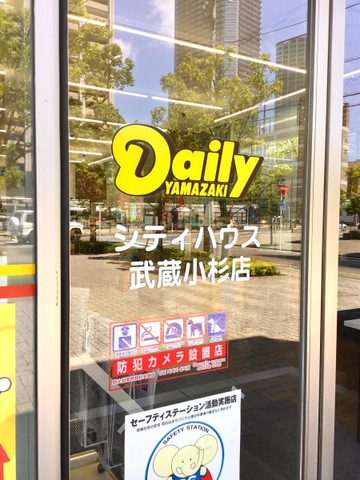 Daily
YAMAZAKI
シティハウス
武蔵小杉店
防犯カメラ設置店
セーフティステーション活動実施店
SAFETY STATION